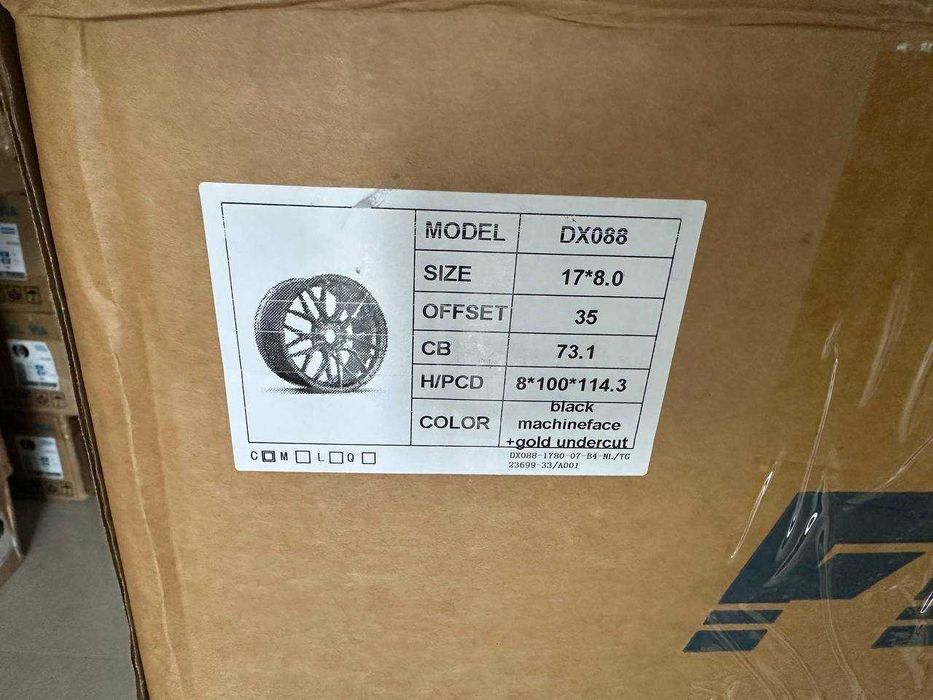 MODEL DX088
SIZE 17*8.0
OFFSET 35
CB 73.1
H/PCD 8*100*114.3
COLOR black
machineface
+gold undercut
C M L Q
DX088-1780-07-B4-NL/TG
23699-33/A001